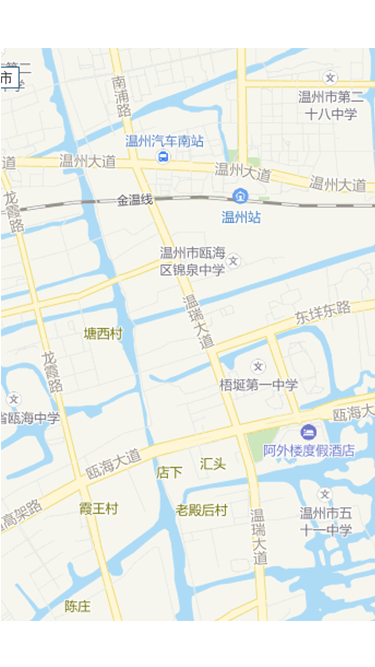 市第二
中学
市
南
浦
路
温州市第二
十八中学
温州汽车南站
道
温州大道
温州大道
温州大道
龙
霞
路
金温线
温州站
温州市瓯海
区锦泉中学
温
瑞
大
道
东垟东路
塘西村
龙
霞
路
梧埏第一中学
省瓯海中学
瓯海大
阿外楼度假酒店
瓯海大道
店下
汇头
高架路
霞王村
老殿后村
温
瑞
大
道
温州市五
十一中学
陈庄